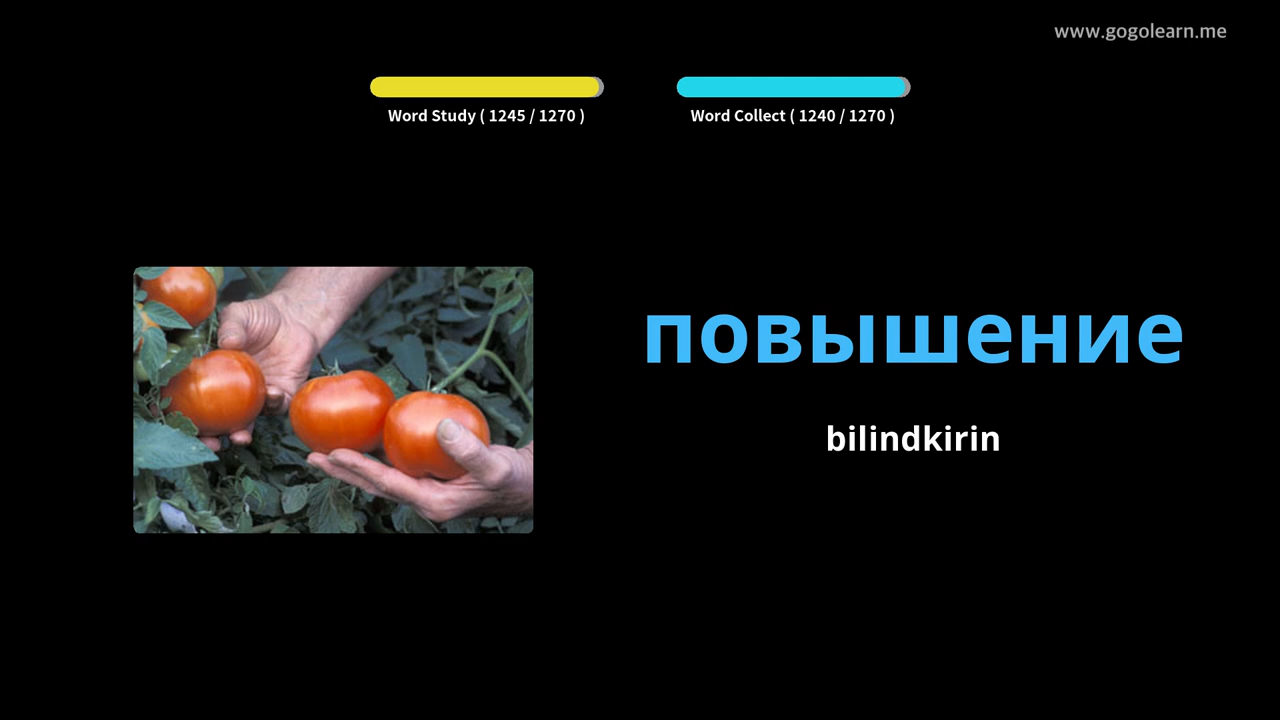 www.gogolearn.me
Word Study ( 1245 / 1270 )
Word Collect ( 1240 / 1270 )
повышение
bilindkirin